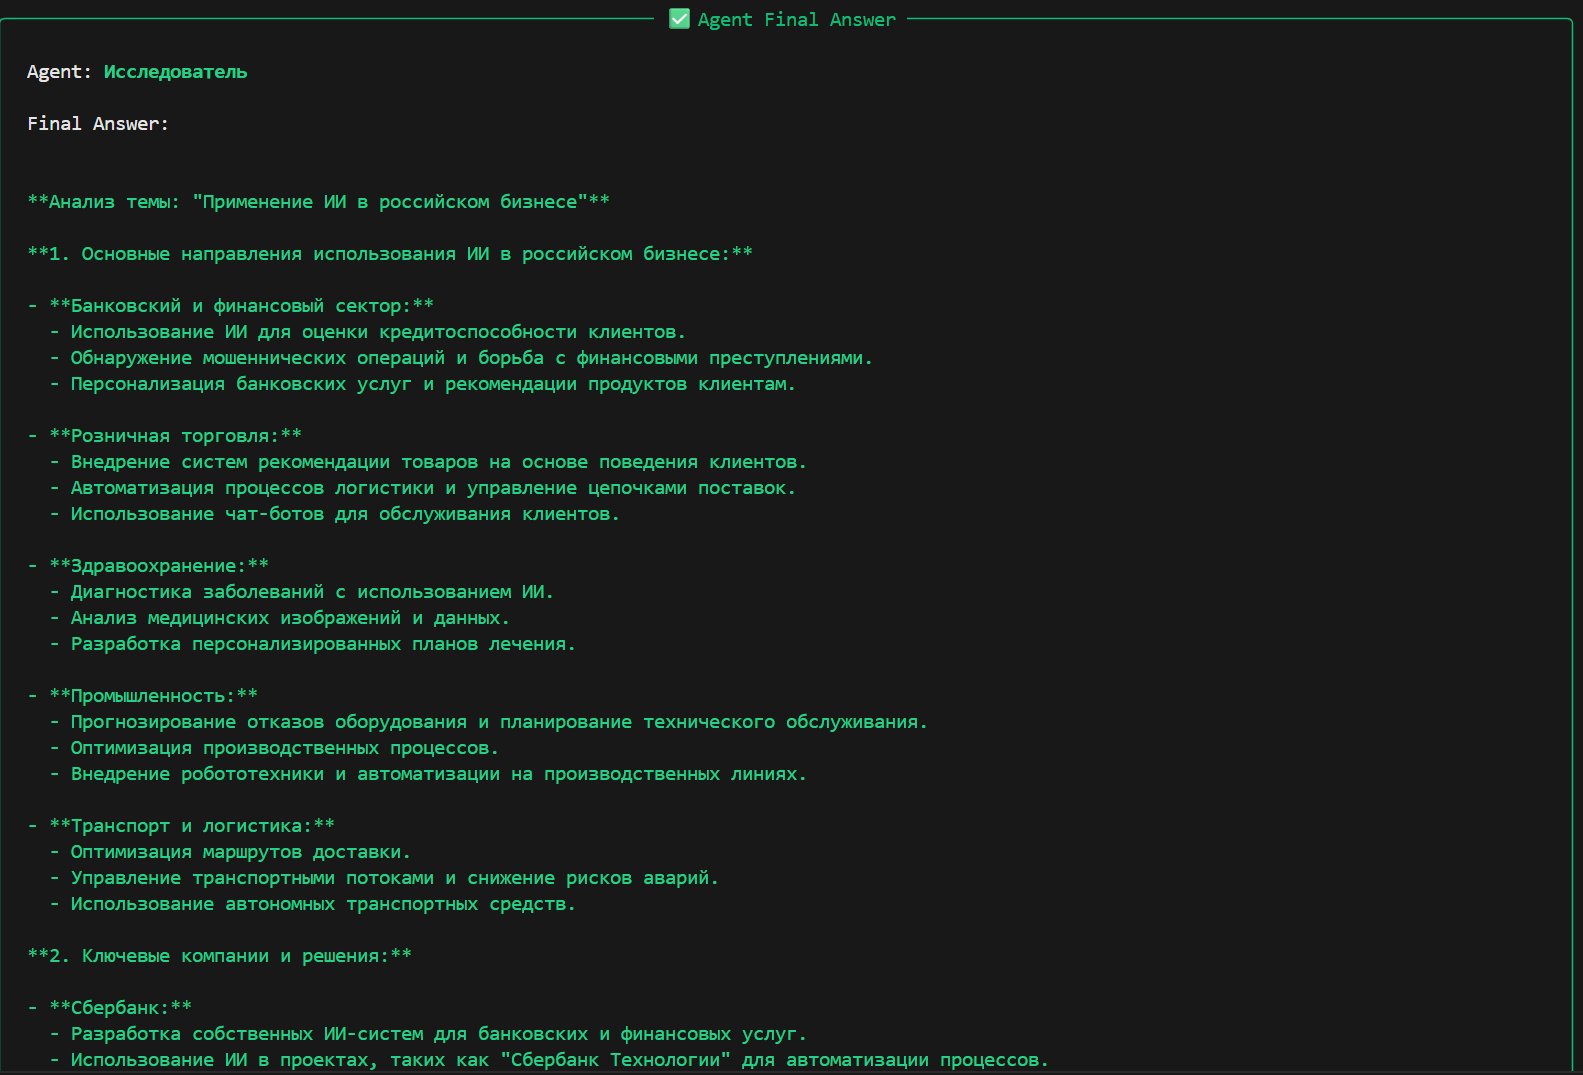 ✅ Agent Final Answer
Agent: Исследователь
Final Answer:
**Анализ темы: "Применение ИИ в российском бизнесе"**
**1. Основные направления использования ИИ в российском бизнесе:**
- **Банковский и финансовый сектор:**
  - Использование ИИ для оценки кредитоспособности клиентов.
  - Обнаружение мошеннических операций и борьба с финансовыми преступлениями.
  - Персонализация банковских услуг и рекомендации продуктов клиентам.
- **Розничная торговля:**
  - Внедрение систем рекомендации товаров на основе поведения клиентов.
  - Автоматизация процессов логистики и управление цепочками поставок.
  - Использование чат-ботов для обслуживания клиентов.
- **Здравоохранение:**
  - Диагностика заболеваний с использованием ИИ.
  - Анализ медицинских изображений и данных.
  - Разработка персонализированных планов лечения.
- **Промышленность:**
  - Прогнозирование отказов оборудования и планирование технического обслуживания.
  - Оптимизация производственных процессов.
  - Внедрение робототехники и автоматизации на производственных линиях.
- **Транспорт и логистика:**
  - Оптимизация маршрутов доставки.
  - Управление транспортными потоками и снижение рисков аварий.
  - Использование автономных транспортных средств.
**2. Ключевые компании и решения:**
- **Сбербанк:**
  - Разработка собственных ИИ-систем для банковских и финансовых услуг.
  - Использование ИИ в проектах, таких как "Сбербанк Технологии" для автоматизации процессов.